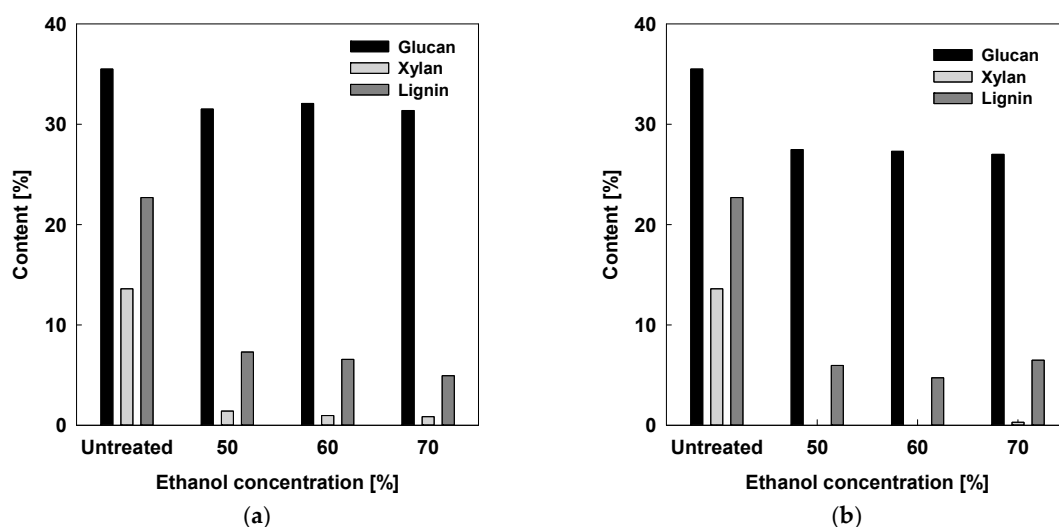 40
30
20
10
0
Content [%]
Glucan
Xylan
Lignin
Untreated 50 60 70
Ethanol concentration [%]
(a)
40
30
20
10
0
Content [%]
Glucan
Xylan
Lignin
Untreated 50 60 70
Ethanol concentration [%]
(b)